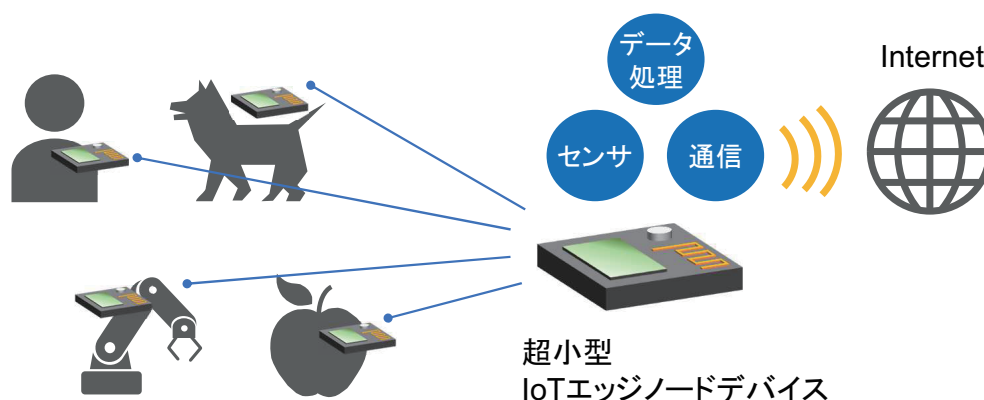 データ
処理
センサ
通信
Internet
超小型
IoTエッジノードデバイス